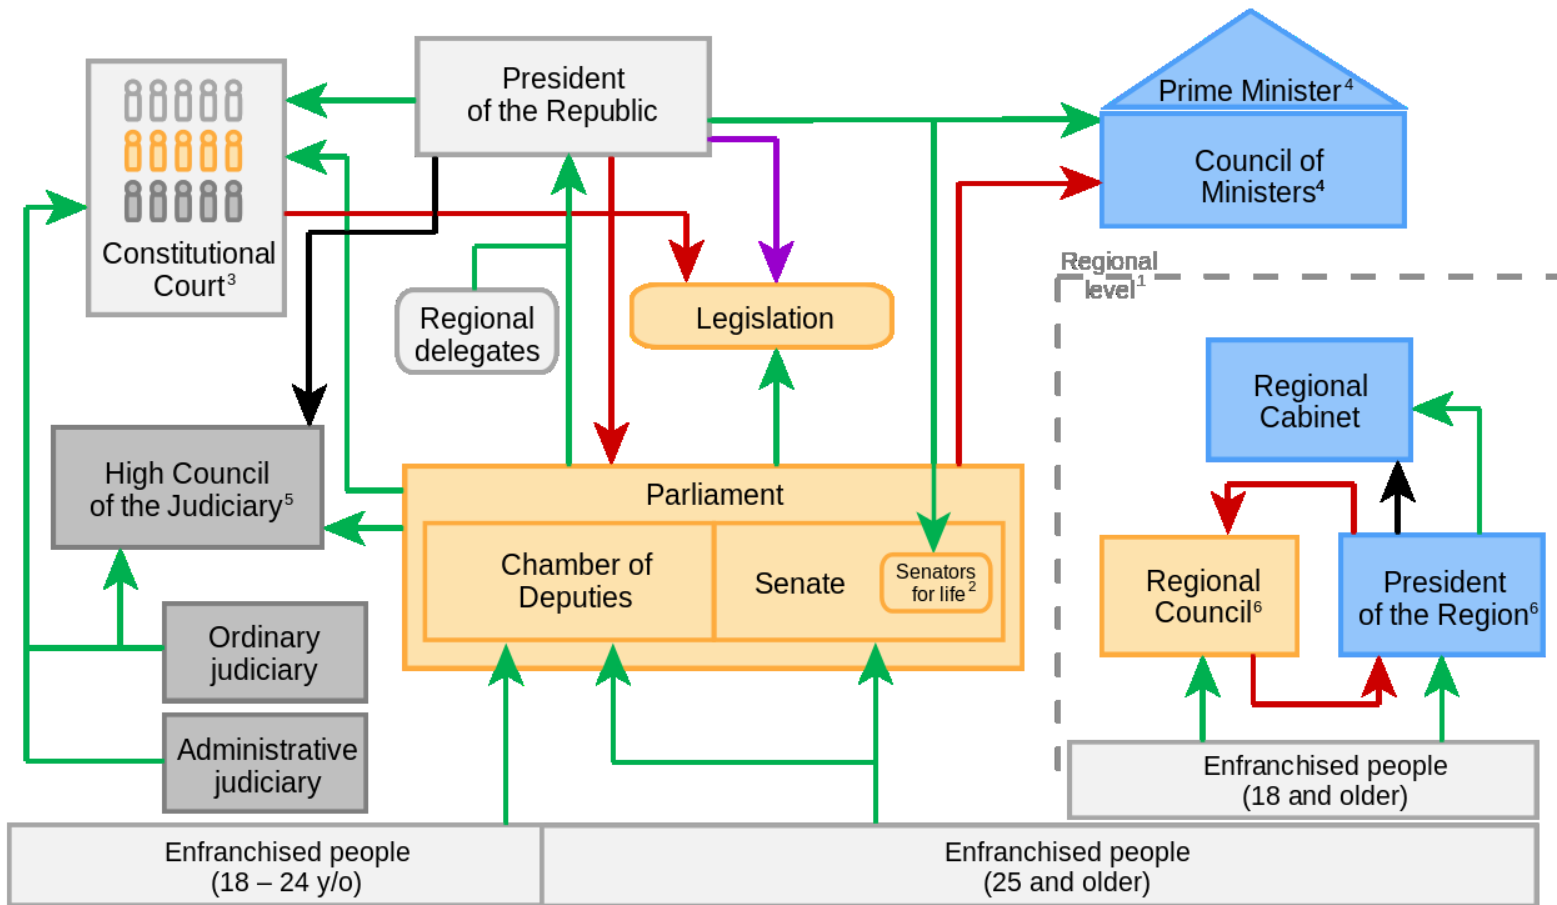 President
of the Republic
Prime Minister⁴
Council of
Ministers⁴
Constitutional
Court³
Regional
level¹
Regional
delegates
Legislation
Regional
Cabinet
High Council
of the Judiciary⁵
Parliament
Chamber of
Deputies
Senate
Senators
for life²
Regional
Council⁶
President
of the Region⁶
Ordinary
judiciary
Administrative
judiciary
Enfranchised people
(18 and older)
Enfranchised people
(18 – 24 y/o)
Enfranchised people
(25 and older)